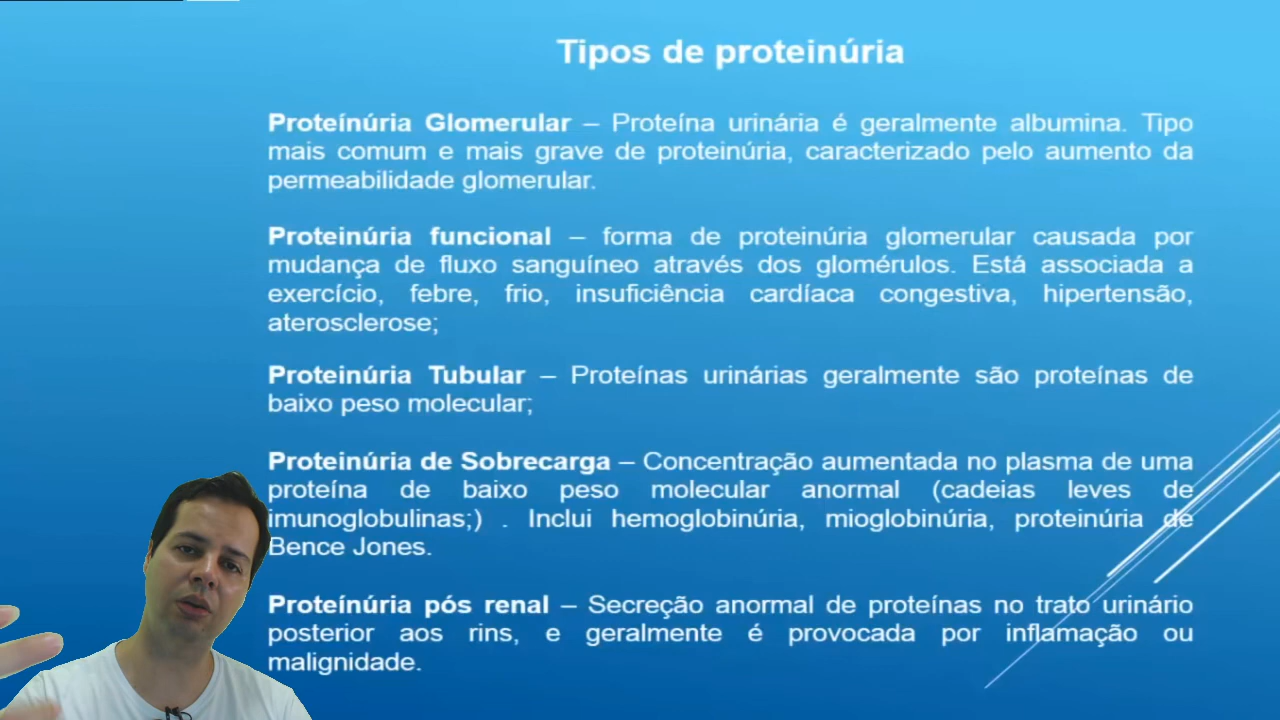 Tipos de proteinúria
Proteínúria Glomerular – Proteína urinária é geralmente albumina. Tipo
mais comum e mais grave de proteinúria, caracterizado pelo aumento da
permeabilidade glomerular.
Proteinúria funcional – forma de proteinúria glomerular causada por
mudança de fluxo sanguíneo através dos glomérulos. Está associada a
exercício, febre, frio, insuficiência cardíaca congestiva, hipertensão,
aterosclerose;
Proteinúria Tubular – Proteínas urinárias geralmente são proteínas de
baixo peso molecular;
Proteinúria de Sobrecarga – Concentração aumentada no plasma de uma
proteína de baixo peso molecular anormal (cadeias leves de
imunoglobulinas;) . Inclui hemoglobinúria, mioglobinúria, proteinúria de
Bence Jones.
Proteínúria pós renal – Secreção anormal de proteínas no trato urinário
posterior aos rins, e geralmente é provocada por inflamação ou
malignidade.